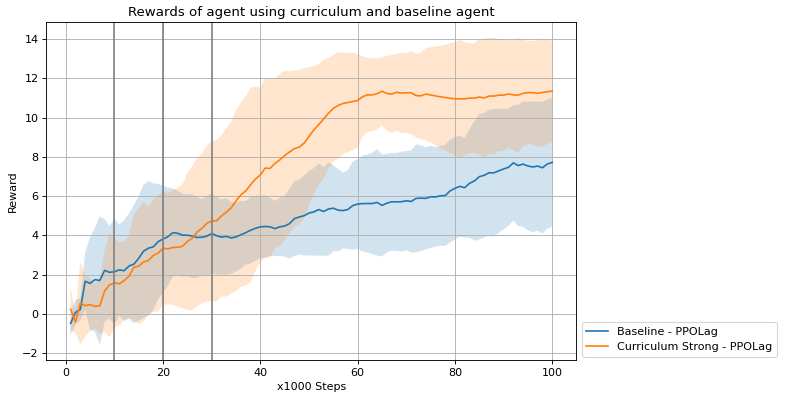 Rewards of agent using curriculum and baseline agent
14
12
10
8
6
4
2
0
−2
Reward
0 20 40 60 80 100
x1000 Steps
Baseline - PPOLag
Curriculum Strong - PPOLag